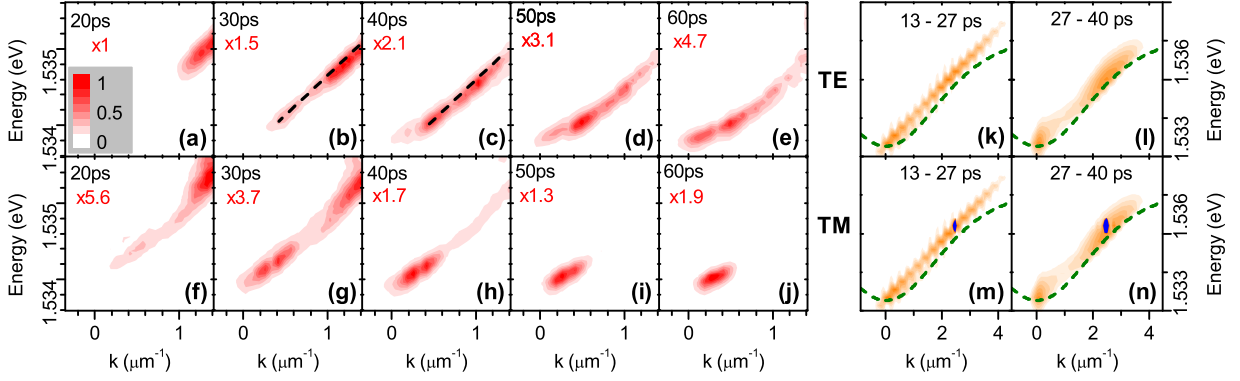 20ps
x1
30ps
x1.5
40ps
x2.1
50ps
x3.1
60ps
x4.7
13 - 27 ps
27 - 40 ps
Energy (eV)
1.535
1.534
1
0.5
0
(a)
(b)
(c)
(d)
(e)
TE
(k)
(l)
1.536
1.533
Energy (eV)
20ps
x5.6
30ps
x3.7
40ps
x1.7
50ps
x1.3
60ps
x1.9
TM
13 - 27 ps
27 - 40 ps
Energy (eV)
1.535
1.534
(f)
(g)
(h)
(i)
(j)
(m)
(n)
1.536
1.533
Energy (eV)
0 1 0 1 0 1 0 1 0 1 0 2 4 0 2 4
k (μm⁻¹) k (μm⁻¹) k (μm⁻¹) k (μm⁻¹) k (μm⁻¹) k (μm⁻¹) k (μm⁻¹)